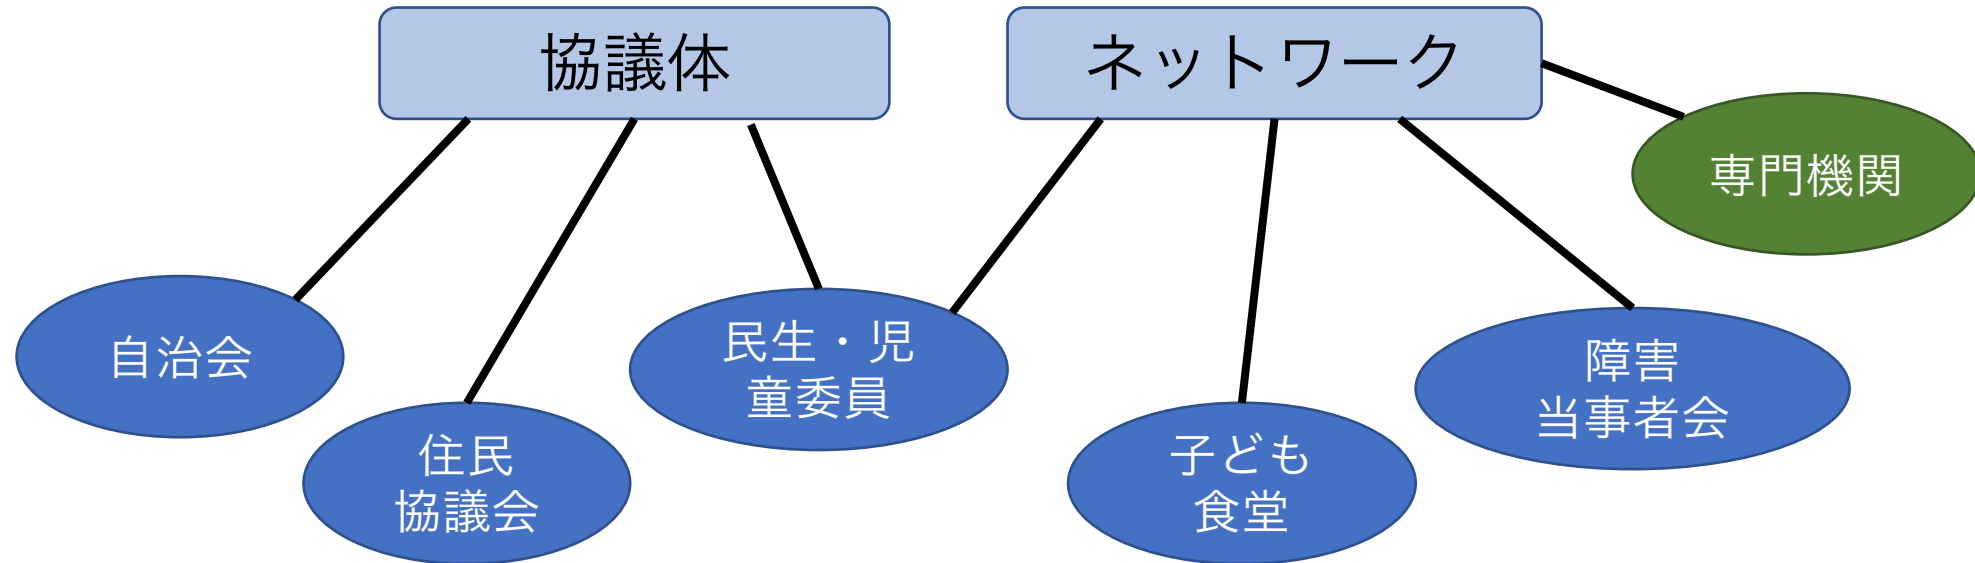 協議体
ネットワーク
専門機関
自治会
民生・児
童委員
障害
当事者会
住民
協議会
子ども
食堂